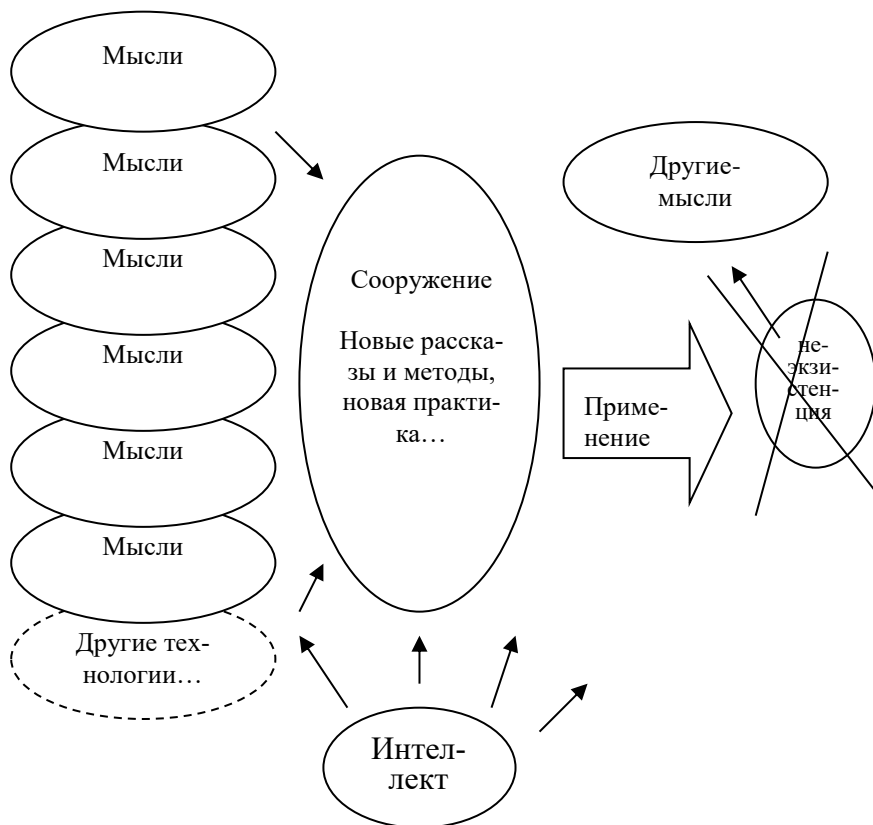 Мысли
Мысли
Мысли
Мысли
Мысли
Мысли
Другие тех-
нологии…
Сооружение
Новые расска-
зы и методы,
новая практи-
ка…
Другие-
мысли
Приме-
нение
не-
экзи-
стен-
ция
Интел-
лект